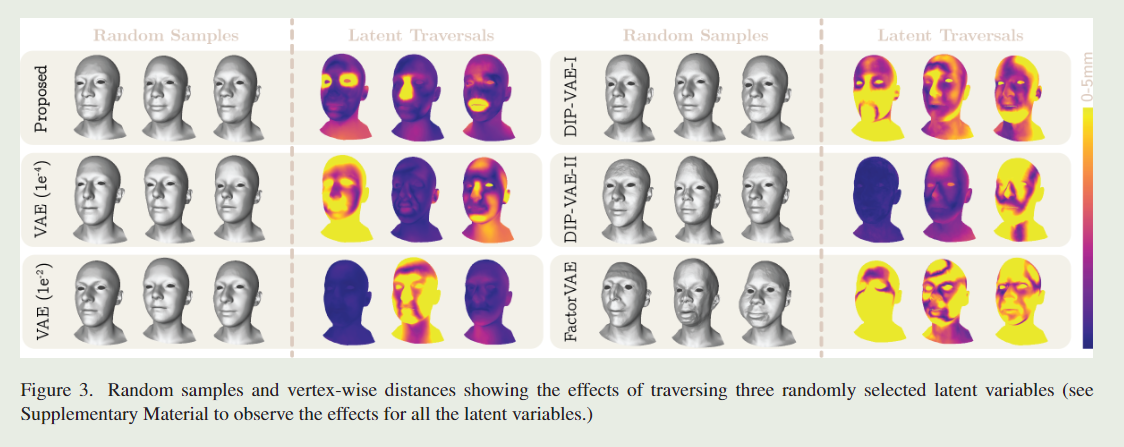 Random Samples
Latent Traversals
Random Samples
Latent Traversals
Proposed
DIP-VAE-I
0-5mm
VAE (1e⁻⁴)
DIP-VAE-II
VAE (1e⁻²)
FactorVAE
Figure 3. Random samples and vertex-wise distances showing the effects of traversing three randomly selected latent variables (see
Supplementary Material to observe the effects for all the latent variables.)